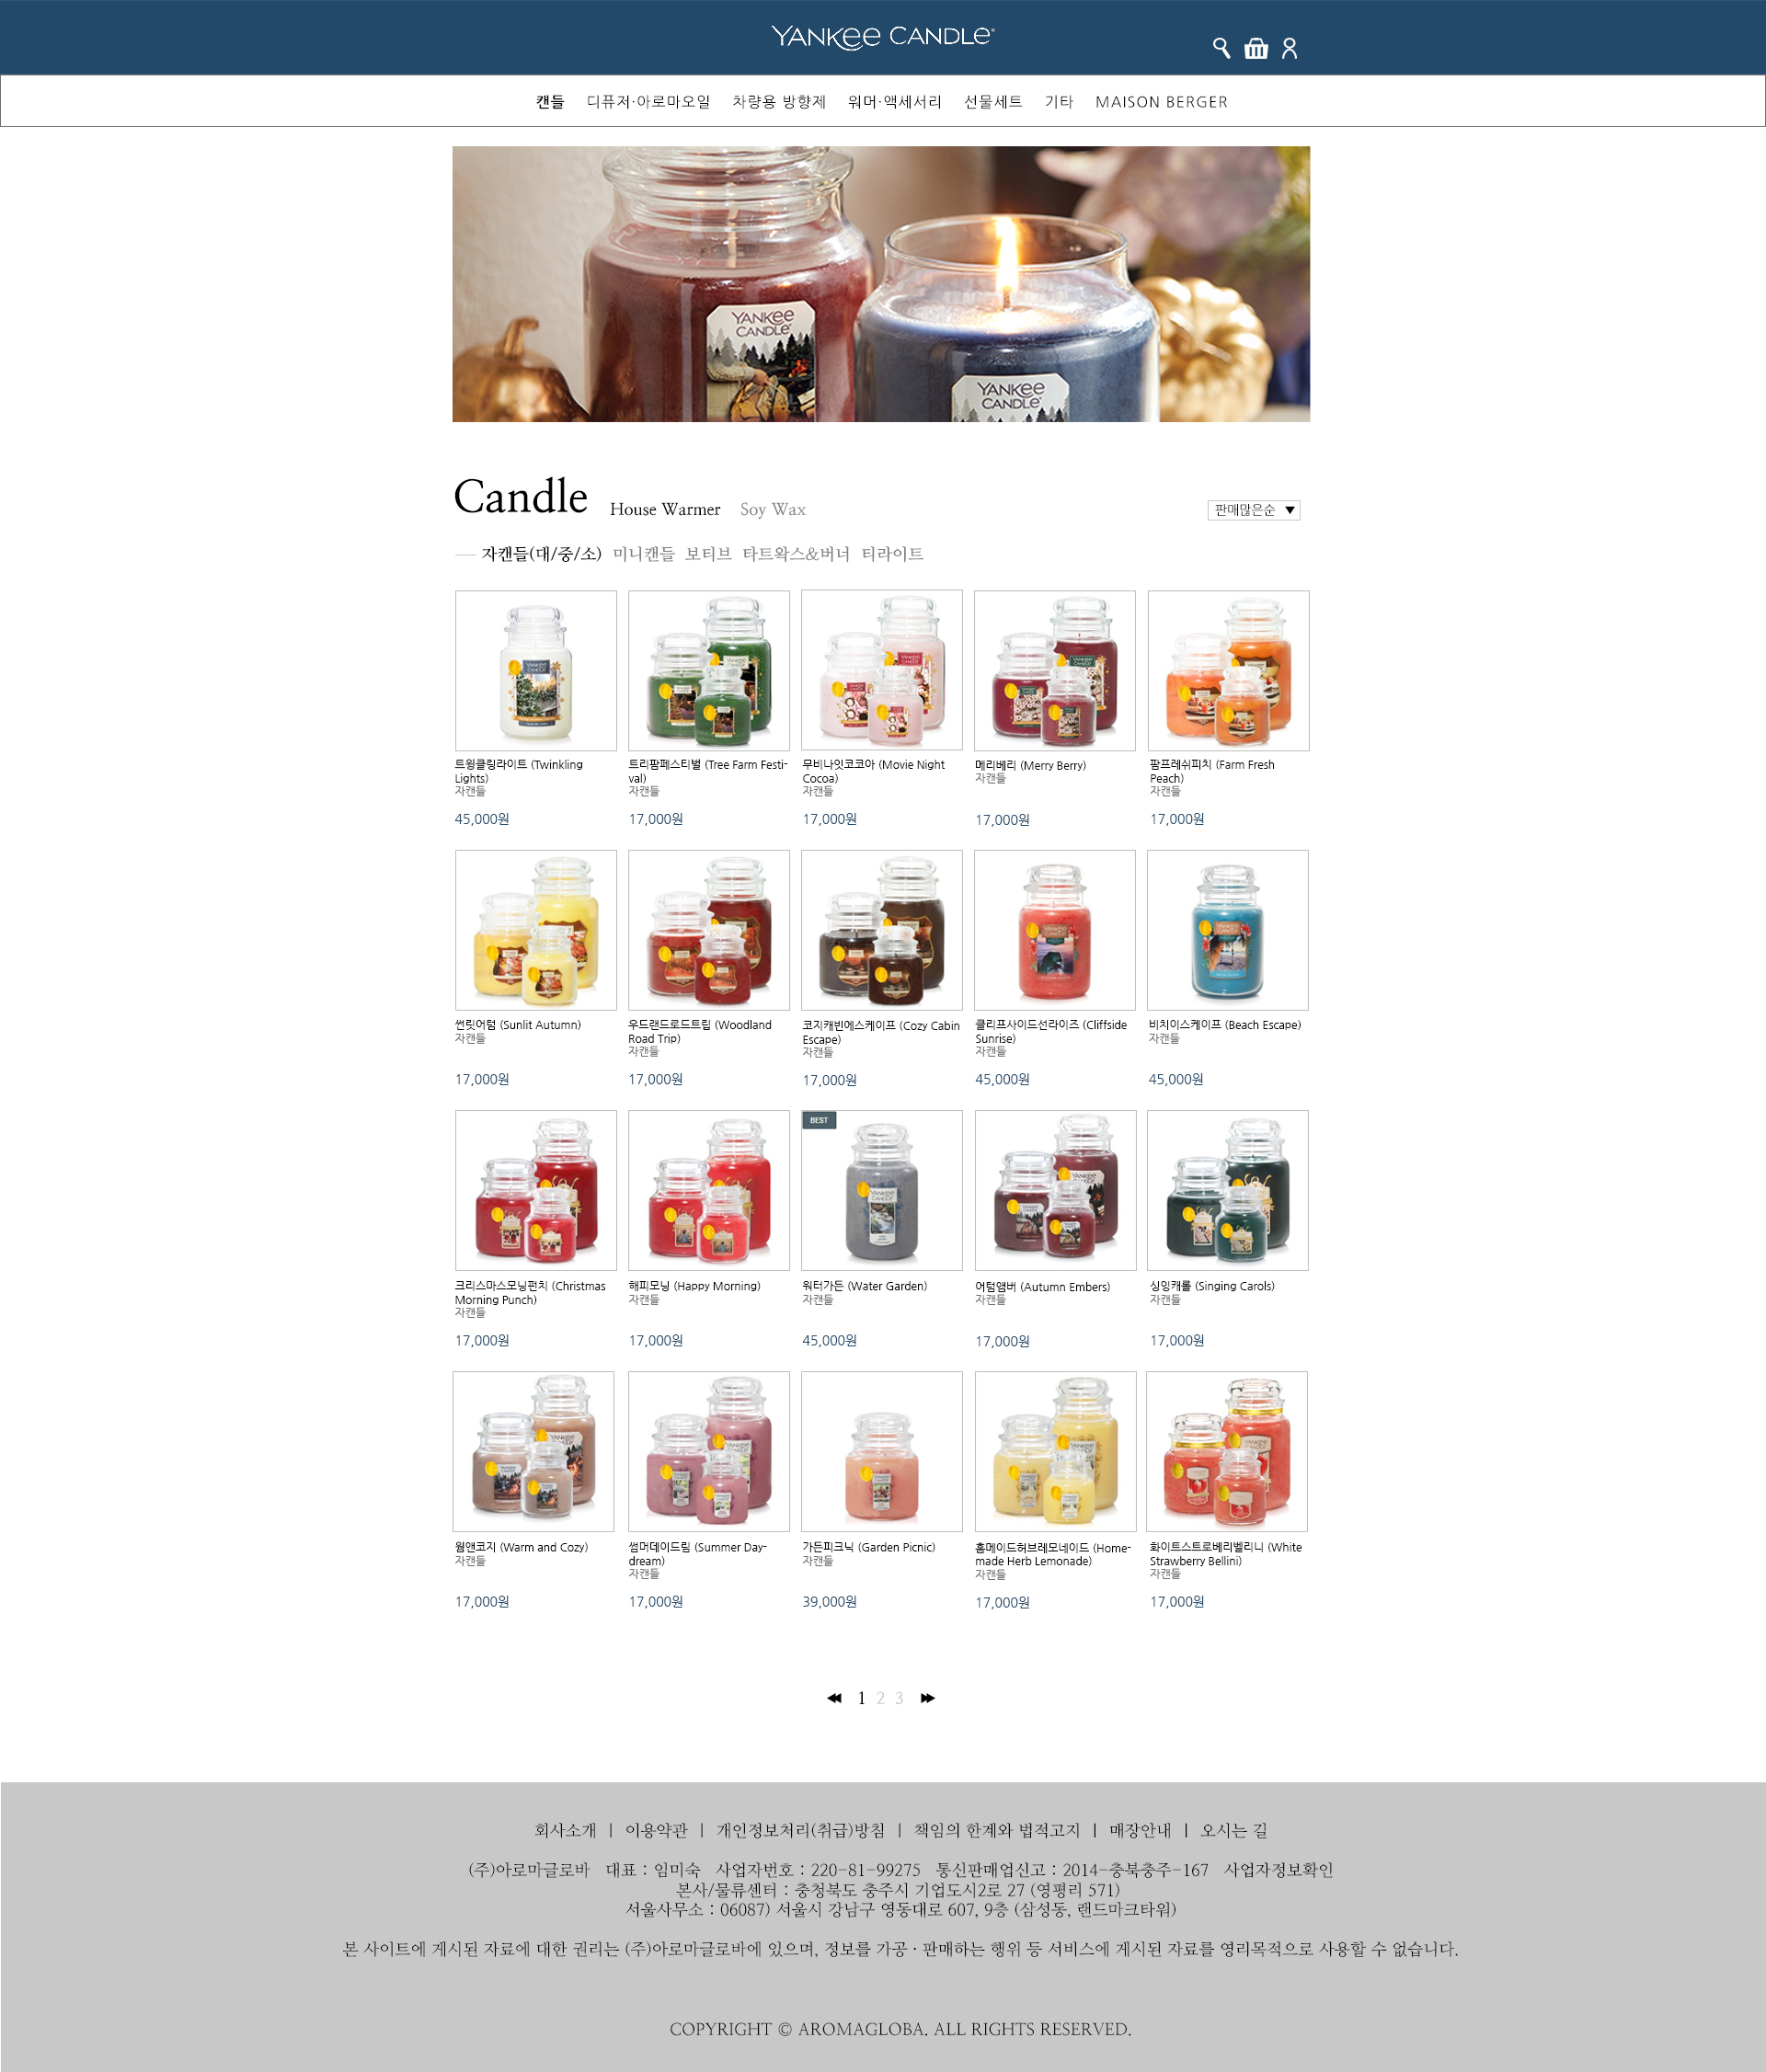 YANKEE CANDLE®
캔들 디퓨저·아로마오일 차량용 방향제 워머·액세서리 선물세트 기타 MAISON BERGER
YANKEE
CANDLE®
YANKEE
CANDLE®
Candle House Warmer Soy Wax
판매많은순 ▼
자캔들(대/중/소) 미니캔들 보티브 타트왁스&버너 티라이트
트윙클링라이트 (Twinkling
Lights)
자캔들
45,000원
트리팜페스티벌 (Tree Farm Festi-
val)
자캔들
17,000원
무비나잇코코아 (Movie Night
Cocoa)
자캔들
17,000원
메리베리 (Merry Berry)
자캔들
17,000원
팜프레쉬피치 (Farm Fresh
Peach)
자캔들
17,000원
썬릿어텀 (Sunlit Autumn)
자캔들
17,000원
우드랜드로드트립 (Woodland
Road Trip)
자캔들
17,000원
코지캐빈에스케이프 (Cozy Cabin
Escape)
자캔들
17,000원
클리프사이드선라이즈 (Cliffside
Sunrise)
자캔들
45,000원
비치이스케이프 (Beach Escape)
자캔들
45,000원
크리스마스모닝펀치 (Christmas
Morning Punch)
자캔들
17,000원
해피모닝 (Happy Morning)
자캔들
17,000원
BEST
워터가든 (Water Garden)
자캔들
45,000원
어텀앰버 (Autumn Embers)
자캔들
17,000원
싱잉캐롤 (Singing Carols)
자캔들
17,000원
웜앤코지 (Warm and Cozy)
자캔들
17,000원
썸머데이드림 (Summer Day-
dream)
자캔들
17,000원
가든피크닉 (Garden Picnic)
자캔들
39,000원
홈메이드허브레모네이드 (Home-
made Herb Lemonade)
자캔들
17,000원
화이트스트로베리벨리니 (White
Strawberry Bellini)
자캔들
17,000원
1 2 3
회사소개 | 이용약관 | 개인정보처리(취급)방침 | 책임의 한계와 법적고지 | 매장안내 | 오시는 길
(주)아로마글로바 대표 : 임미숙 사업자번호 : 220-81-99275 통신판매업신고 : 2014-충북충주-167 사업자정보확인
본사/물류센터 : 충청북도 충주시 기업도시2로 27 (영평리 571)
서울사무소 : 06087) 서울시 강남구 영동대로 607, 9층 (삼성동, 랜드마크타워)
본 사이트에 게시된 자료에 대한 권리는 (주)아로마글로바에 있으며, 정보를 가공 · 판매하는 행위 등 서비스에 게시된 자료를 영리목적으로 사용할 수 없습니다.
COPYRIGHT © AROMAGLOBA. ALL RIGHTS RESERVED.